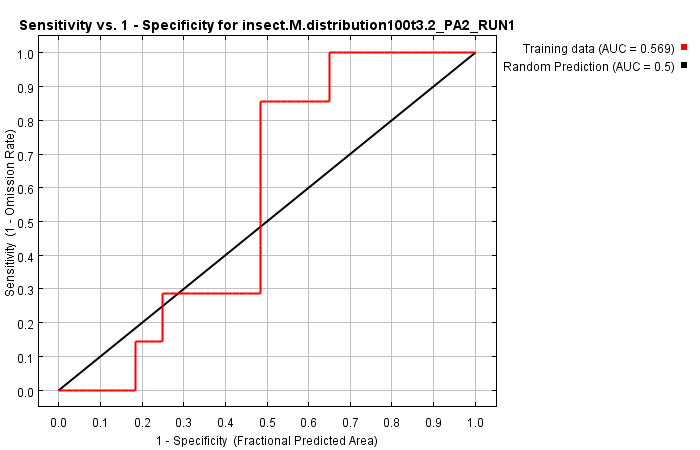 Sensitivity vs. 1 - Specificity for insect.M.distribution100t3.2_PA2_RUN1
Training data (AUC = 0.569)
Random Prediction (AUC = 0.5)
Sensitivity (1 - Omission Rate)
1.0
0.9
0.8
0.7
0.6
0.5
0.4
0.3
0.2
0.1
0.0
0.0 0.1 0.2 0.3 0.4 0.5 0.6 0.7 0.8 0.9 1.0
1 - Specificity (Fractional Predicted Area)